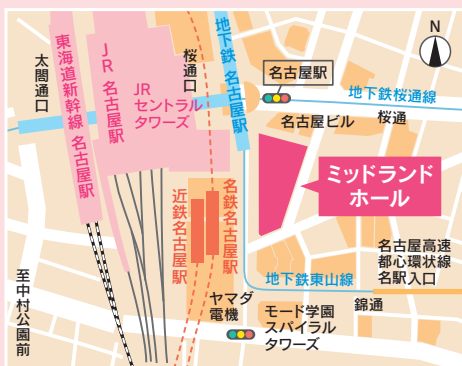 太閤通口
東海道新幹線 名古屋駅
JR 名古屋駅
JR
セントラル
タワーズ
桜通口
地下鉄 名古屋駅
名古屋駅
N
地下鉄桜通線
名古屋ビル
桜通
ミッドランド
ホール
近鉄名古屋駅
名鉄名古屋駅
名古屋高速
都心環状線
名駅入口
地下鉄東山線
錦通
至中村公園前
ヤマダ
電機
モード学園
スパイラル
タワーズ